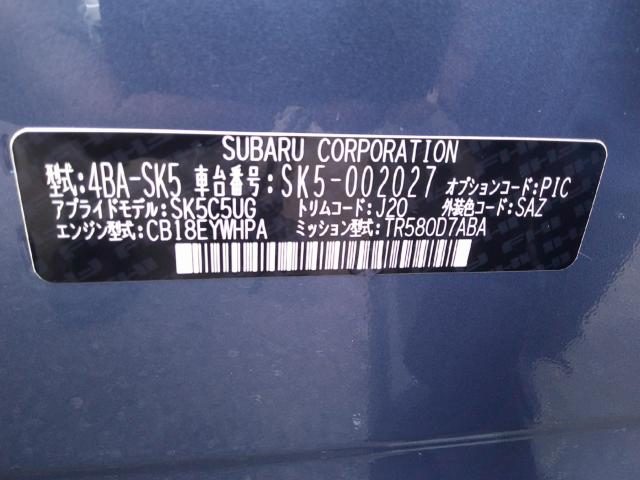 SUBARU CORPORATION
型式:4BA-SK5 車台番号:SK5-002027 オプションコード:PIC
アプライドモデル:SK5C5UG トリムコード:J20 外装色コード:SAZ
エンジン型式:CB18EYWHPA ミッション型式:TR580D7ABA